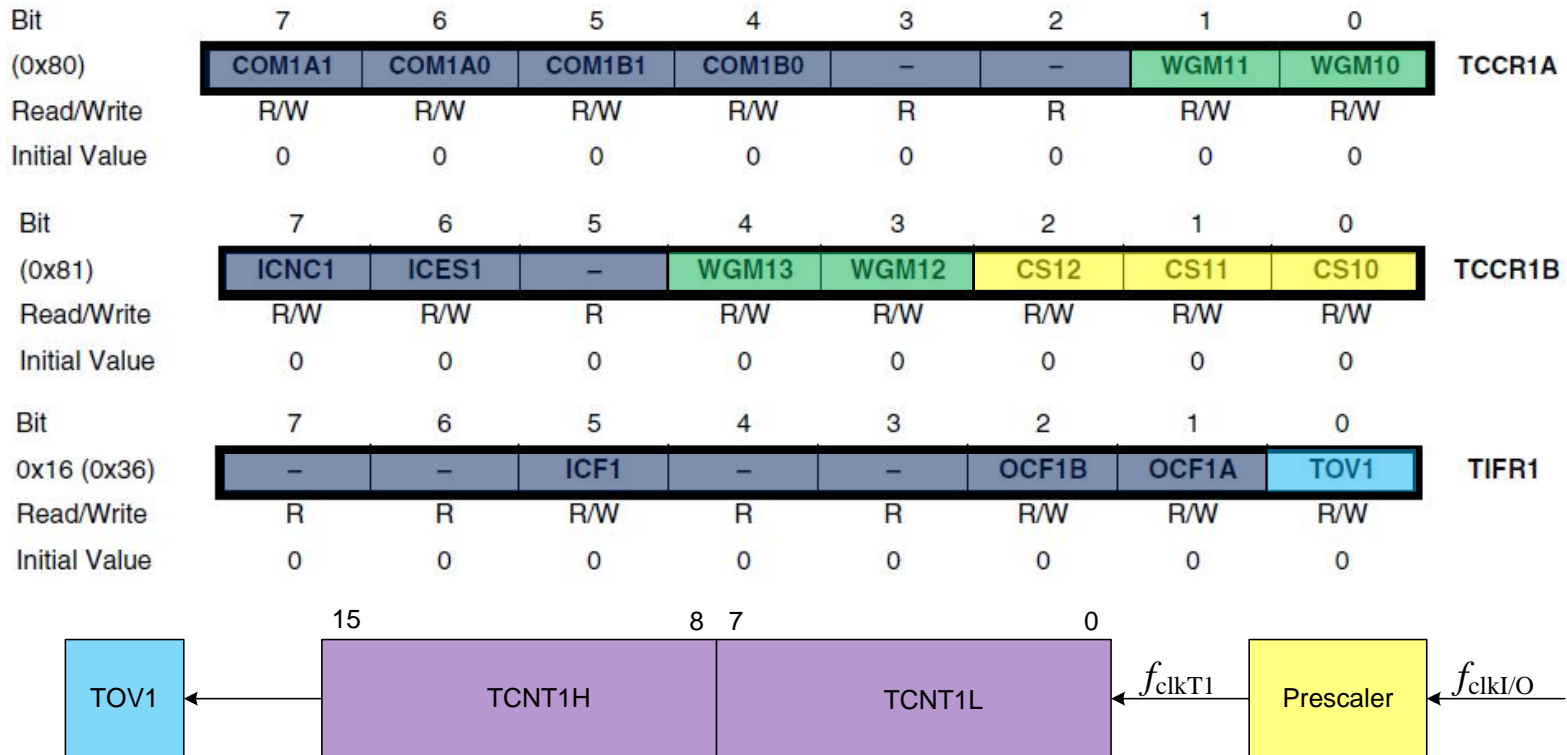 Bit 7 6 5 4 3 2 1 0
(0x80) COM1A1 COM1A0 COM1B1 COM1B0 – – WGM11 WGM10 TCCR1A
Read/Write R/W R/W R/W R/W R R R/W R/W
Initial Value 0 0 0 0 0 0 0 0
Bit 7 6 5 4 3 2 1 0
(0x81) ICNC1 ICES1 – WGM13 WGM12 CS12 CS11 CS10 TCCR1B
Read/Write R/W R/W R R/W R/W R/W R/W R/W
Initial Value 0 0 0 0 0 0 0 0
Bit 7 6 5 4 3 2 1 0
0x16 (0x36) – – ICF1 – – OCF1B OCF1A TOV1 TIFR1
Read/Write R R R/W R R R/W R/W R/W
Initial Value 0 0 0 0 0 0 0 0
15 8 7 0
TOV1 TCNT1H TCNT1L fclkT1 Prescaler fclkI/O